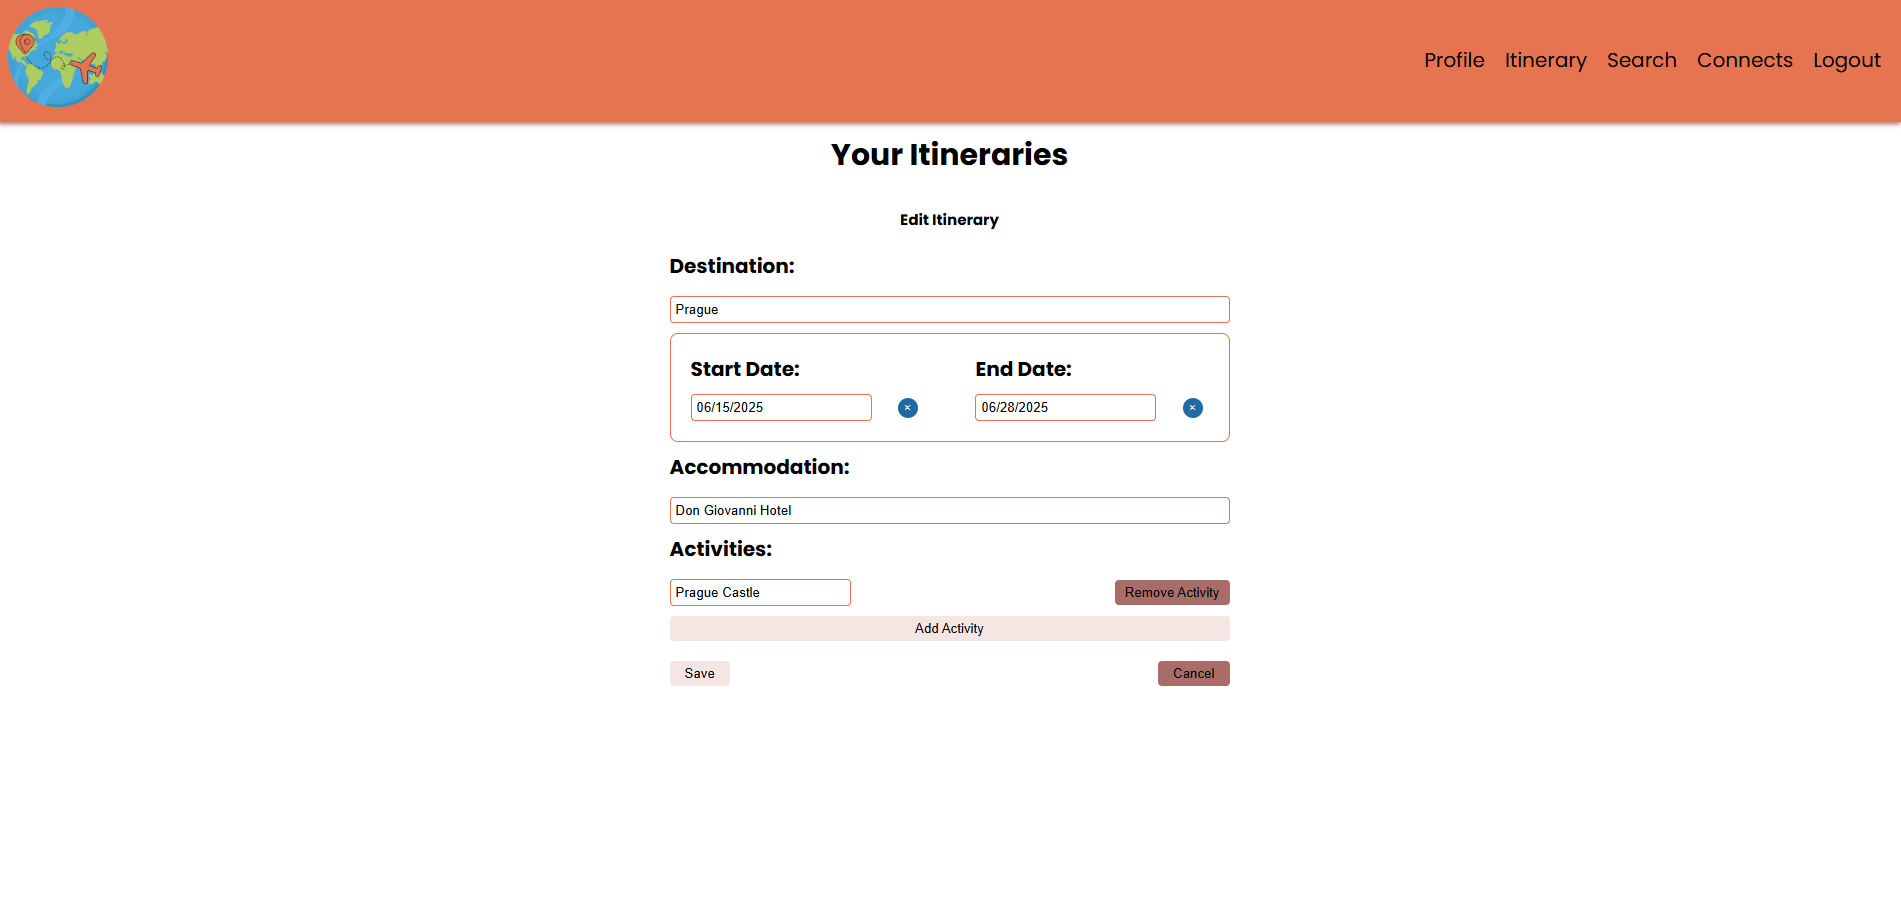 Profile Itinerary Search Connects Logout
Your Itineraries
Edit Itinerary
Destination:
Prague
Start Date: End Date:
06/15/2025 × 06/28/2025 ×
Accommodation:
Don Giovanni Hotel
Activities:
Prague Castle Remove Activity
Add Activity
Save Cancel